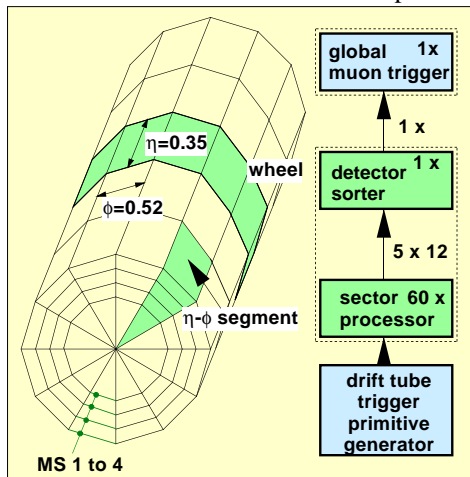 η=0.35
wheel
φ=0.52
η-φ segment
MS 1 to 4
global 1x
muon trigger
1 x
detector 1 x
sorter
5 x 12
sector 60 x
processor
drift tube
trigger
primitive
generator